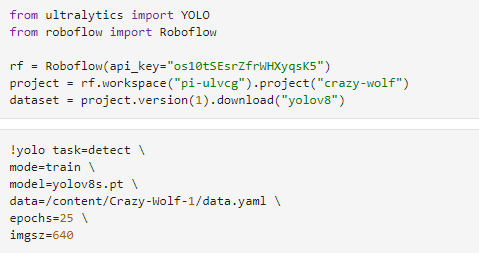 from ultralytics import YOLO
from roboflow import Roboflow
rf = Roboflow(api_key="os10tSEsrZfrWHXyqsK5")
project = rf.workspace("pi-ulvcg").project("crazy-wolf")
dataset = project.version(1).download("yolov8")
!yolo task=detect \
mode=train \
model=yolov8s.pt \
data=/content/Crazy-Wolf-1/data.yaml \
epochs=25 \
imgsz=640